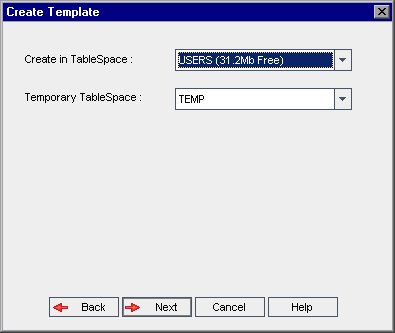 Create Template
Create in TableSpace : USERS (31.2Mb Free)
Temporary TableSpace : TEMP
Back Next Cancel Help